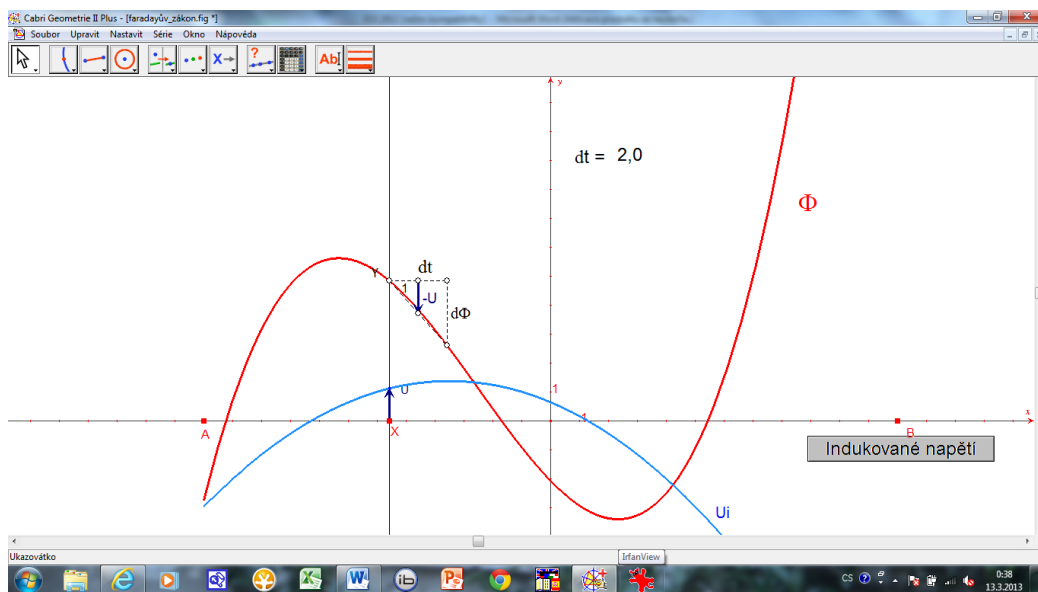 Cabri Geometrie II Plus - [faradayův_zákon.fig *]
Soubor Upravit Nastavit Série Okno Nápověda
X ? Ab
y
dt = 2,0
Φ
Y dt
1
-U
dΦ
U
1
1
x
A X B
Indukované napětí
Ui
Ukazovátko
IrfanView
CS 0:38
13.3.2013